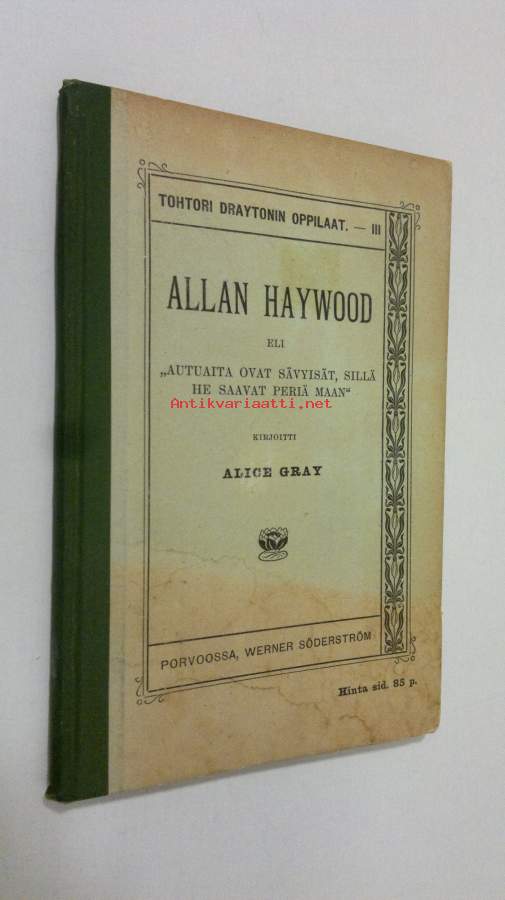 TOHTORI DRAYTONIN OPPILAAT. — III
ALLAN HAYWOOD
ELI
„AUTUAITA OVAT SÄVYISÄT, SILLÄ
HE SAAVAT PERIÄ MAAN“
Antikvariaatti.net
KIRJOITTI
ALICE GRAY
PORVOOSSA, WERNER SÖDERSTRÖM
Hinta sid. 85 p.